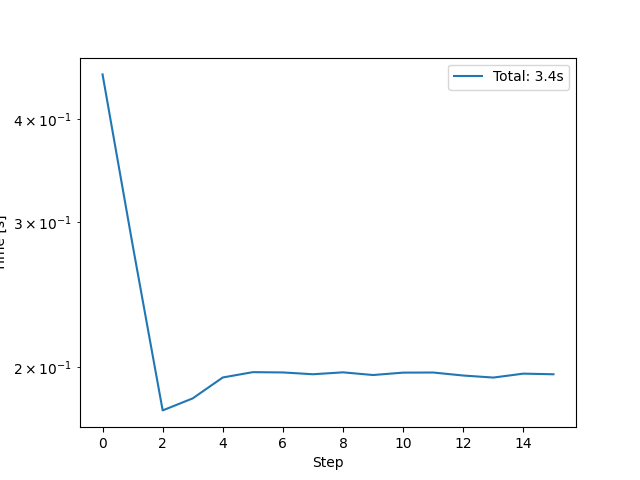 Total: 3.4s
4 × 10⁻¹
3 × 10⁻¹
2 × 10⁻¹
Time [s]
0 2 4 6 8 10 12 14
Step